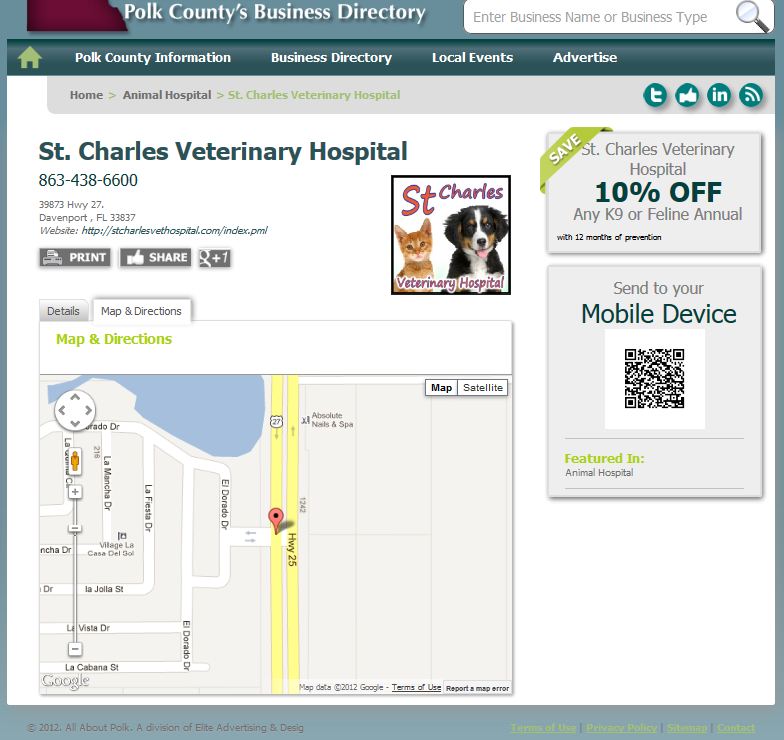 Polk County's Business Directory
Enter Business Name or Business Type
Polk County Information Business Directory Local Events Advertise
Home > Animal Hospital > St. Charles Veterinary Hospital
St. Charles Veterinary Hospital
863-438-6600
39873 Hwy 27.
Davenport , FL 33837
Website: http://stcharlesvethospital.com/index.pml
PRINT SHARE g+1
St Charles
Veterinary Hospital
SAVE
St. Charles Veterinary
Hospital
10% OFF
Any K9 or Feline Annual
with 12 months of prevention
Send to your
Mobile Device
Featured In:
Animal Hospital
Details Map & Directions
Map & Directions
Map Satellite
27
Absolute
Nails & Spa
orado Dr
216
La Mancha Dr
La Fiesta Dr
El Dorado Dr
1242
Hwy 25
Village La
Casa Del Sol
ncha Dr
Dr
la Jolla St
La Vista Dr
El Dorado Dr
La Cabana St
Google
Map data ©2012 Google - Terms of Use Report a map error
© 2012. All About Polk. A division of Elite Advertising & Desig
Terms of Use | Privacy Policy | Sitemap | Contact